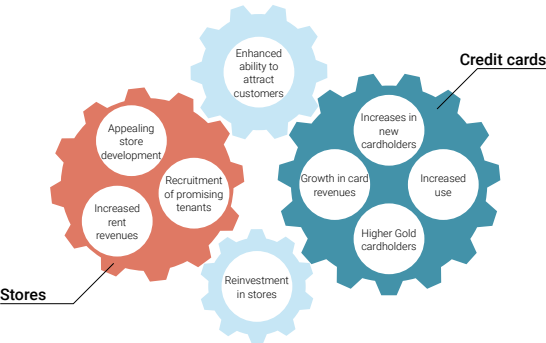 Enhanced
ability to
attract
customers
Credit cards
Appealing
store
development
Recruitment
of promising
tenants
Increased
rent
revenues
Increases in
new
cardholders
Growth in card
revenues
Increased
use
Higher Gold
cardholders
Reinvestment
in stores
Stores